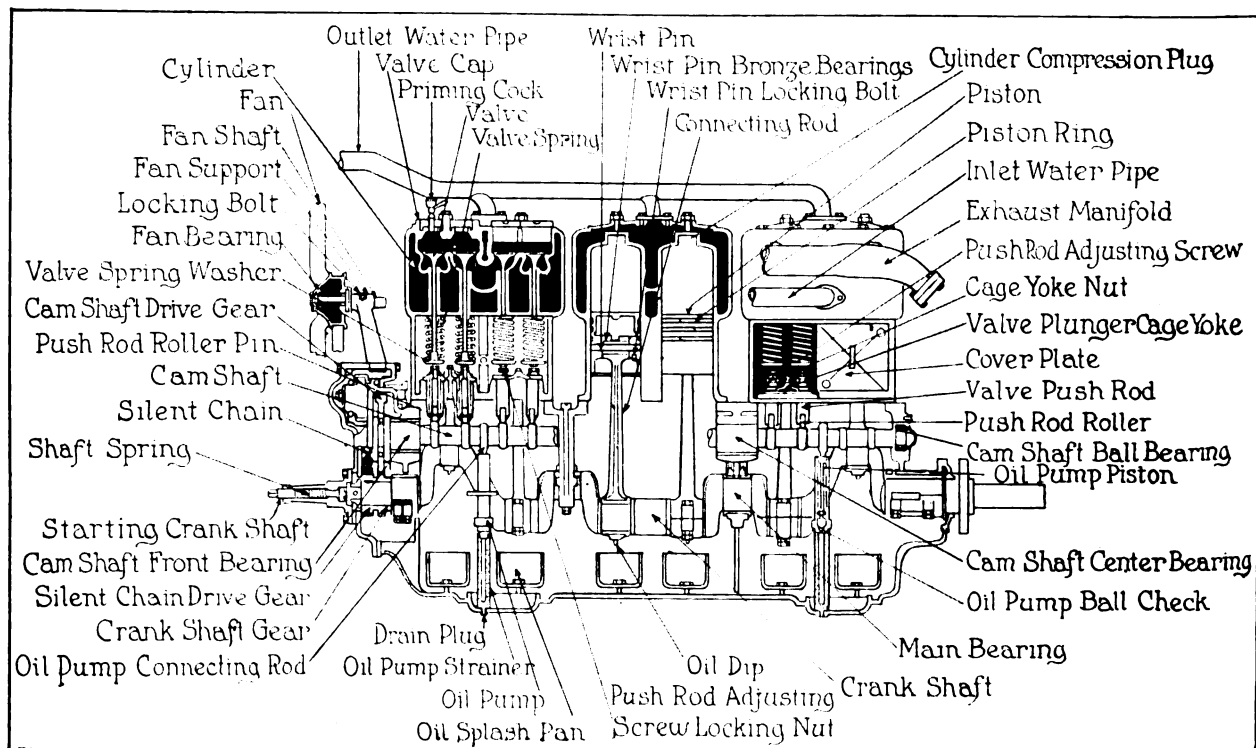 Outlet Water Pipe
Valve Cap
Priming Cock
Valve
Valve Spring
Wrist Pin
Wrist Pin Bronze Bearings
Wrist Pin Locking Bolt
Connecting Rod
Cylinder
Fan
Fan Shaft
Fan Support
Locking Bolt
Fan Bearing
Valve Spring Washer
Cam Shaft Drive Gear
Push Rod Roller Pin
Cam Shaft
Silent Chain
Shaft Spring
Starting Crank Shaft
Cam Shaft Front Bearing
Silent Chain Drive Gear
Crank Shaft Gear
Oil Pump Connecting Rod
Cylinder Compression Plug
Piston
Piston Ring
Inlet Water Pipe
Exhaust Manifold
Push Rod Adjusting Screw
Cage Yoke Nut
Valve Plunger Cage Yoke
Cover Plate
Valve Push Rod
Push Rod Roller
Cam Shaft Ball Bearing
Oil Pump Piston
Cam Shaft Center Bearing
Oil Pump Ball Check
Main Bearing
Crank Shaft
Drain Plug
Oil Pump Strainer
Oil Pump
Oil Splash Pan
Oil Dip
Push Rod Adjusting
Screw Locking Nut